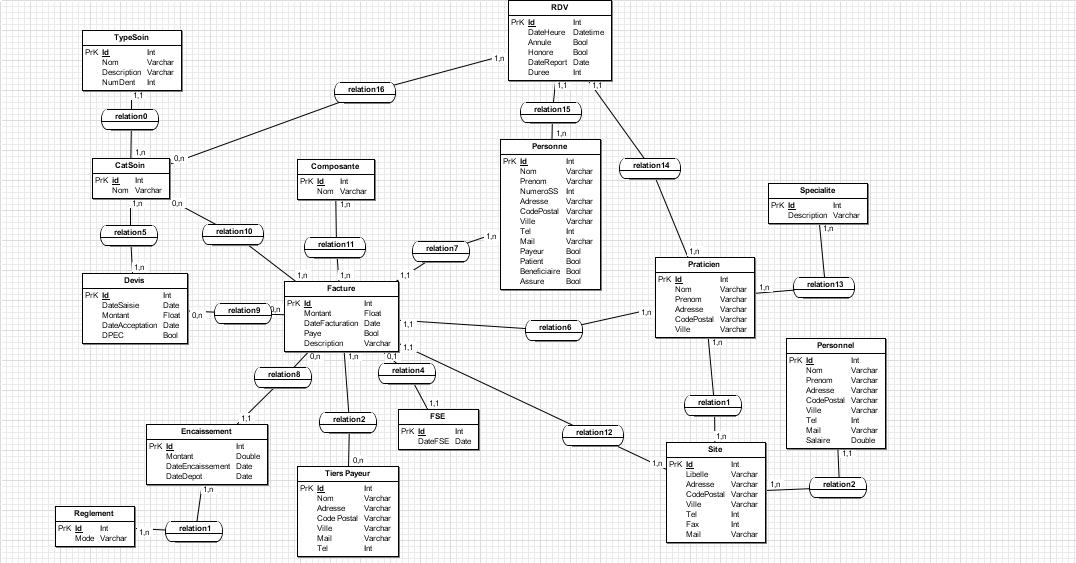 RDV
PrK Id Int
DateHeure Datetime
Annule Bool
Honore Bool
DateReport Date
Duree Int
TypeSoin
PrK Id Int
Nom Varchar
Description Varchar
NumDent Int
1,1
relation0
1,n
1,n
relation16
0,n
1,1
relation15
1,n
1,1
relation14
1,n
CatSoin
PrK id Int
Nom Varchar
Composante
PrK Id Int
Nom Varchar
Personne
PrK Id Int
Nom Varchar
Prenom Varchar
NumeroSS Int
Adresse Varchar
CodePostal Varchar
Ville Varchar
Tel Int
Mail Varchar
Payeur Bool
Patient Bool
Beneficiaire Bool
Assure Bool
Specialite
PrK Id Int
Description Varchar
1,n
relation5
1,n
0,n
relation10
1,n
1,n
relation11
1,n
1,n
relation7
1,1
1,n
relation13
1,n
Praticien
PrK Id Int
Nom Varchar
Prenom Varchar
Adresse Varchar
CodePostal Varchar
Ville Varchar
Devis
PrK Id Int
DateSaisie Date
Montant Float
DateAcceptation Date
DPEC Bool
0,n
relation9
0,n
Facture
PrK Id Int
Montant Float
DateFacturation Date
Paye Bool
Description Varchar
1,1
relation6
1,n
Personnel
PrK Id Int
Nom Varchar
Prenom Varchar
Adresse Varchar
CodePostal Varchar
Ville Varchar
Tel Int
Mail Varchar
Salaire Double
0,n
relation8
1,1
1,n
relation2
0,n
0,1
relation4
1,1
1,1
relation12
1,n
1,n
relation1
1,n
FSE
PrK Id Int
DateFSE Date
Encaissement
PrK Id Int
Montant Double
DateEncaissement Date
DateDepot Date
Site
PrK Id Int
Libelle Varchar
Adresse Varchar
CodePostal Varchar
Ville Varchar
Tel Int
Fax Int
Mail Varchar
1,1
relation2
1,n
Tiers Payeur
PrK Id Int
Nom Varchar
Adresse Varchar
Code Postal Varchar
Ville Varchar
Mail Varchar
Tel Int
1,n
relation1
1,n
Reglement
PrK Id Int
Mode Varchar